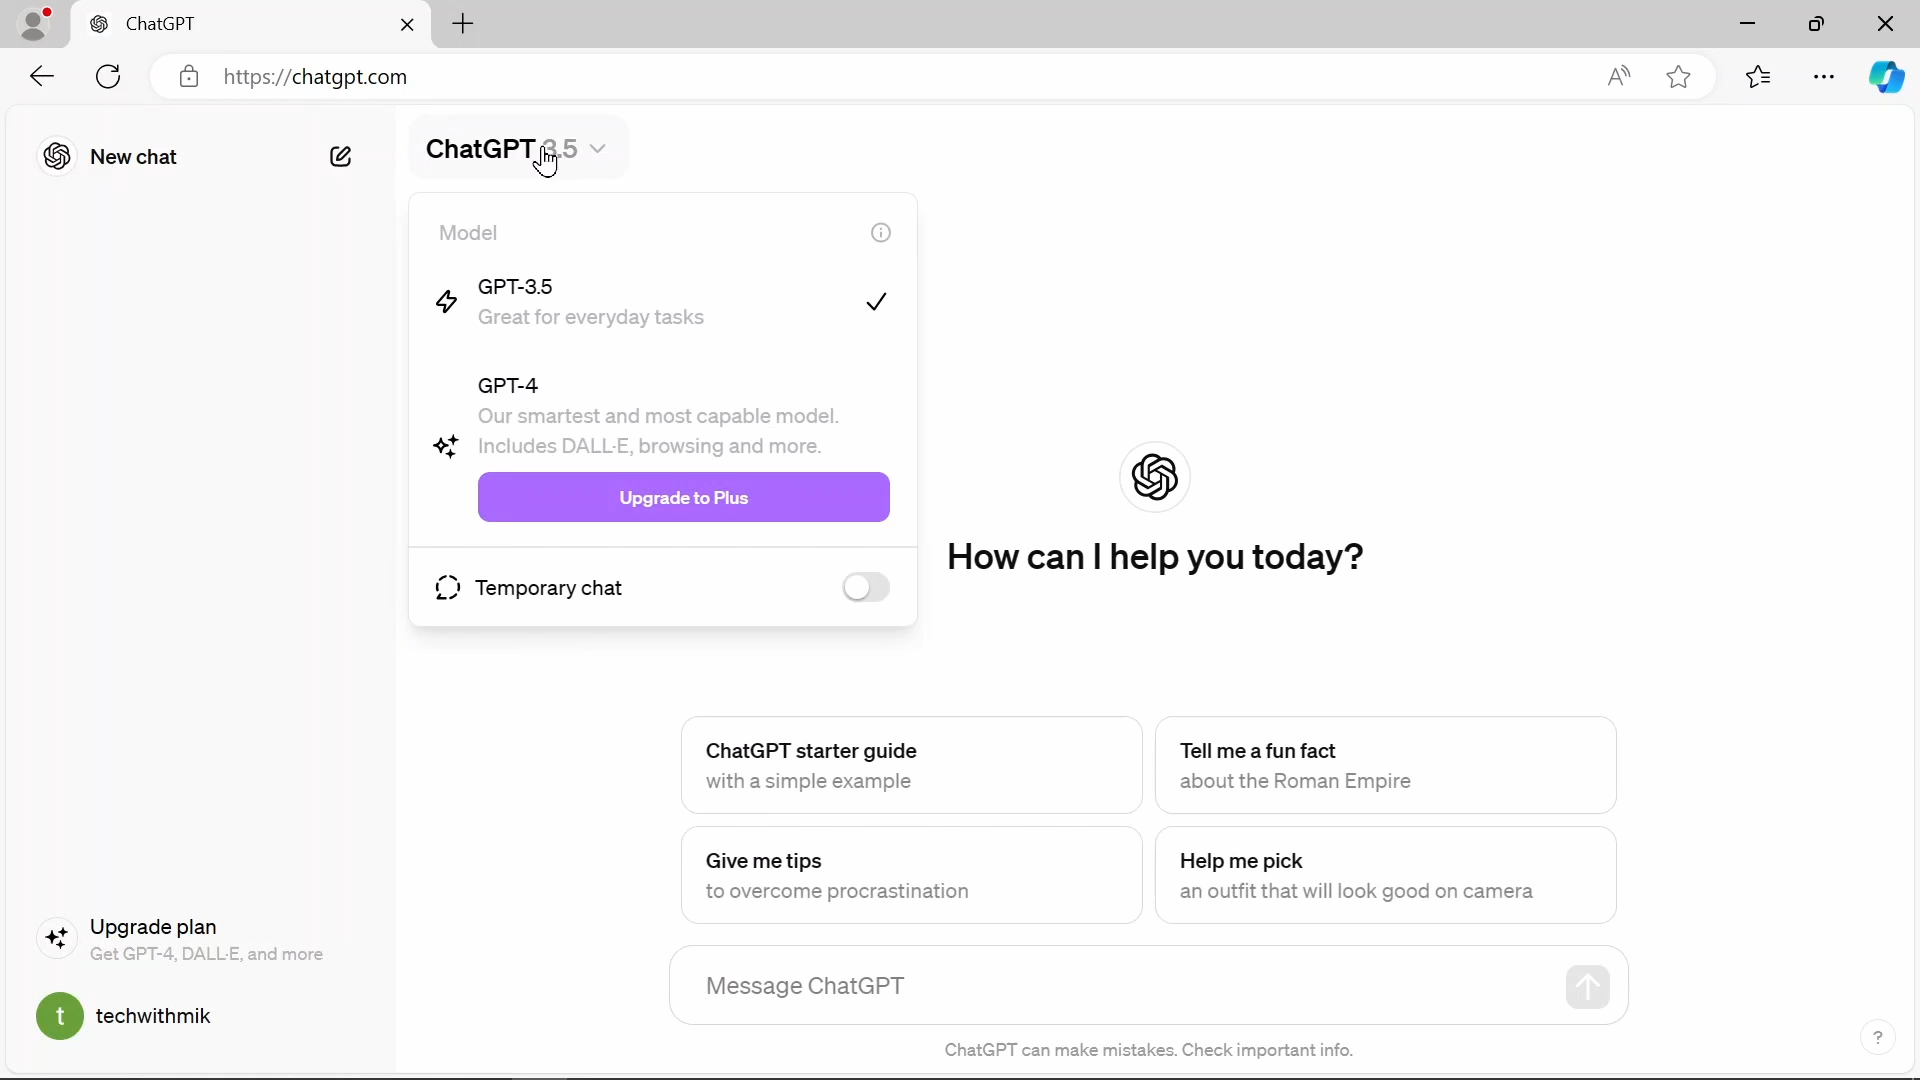 ChatGPT
https://chatgpt.com
New chat
ChatGPT 3.5
Model
GPT-3.5
Great for everyday tasks
GPT-4
Our smartest and most capable model.
Includes DALL·E, browsing and more.
Upgrade to Plus
Temporary chat
How can I help you today?
ChatGPT starter guide
with a simple example
Tell me a fun fact
about the Roman Empire
Give me tips
to overcome procrastination
Help me pick
an outfit that will look good on camera
Upgrade plan
Get GPT-4, DALL·E, and more
t
techwithmik
Message ChatGPT
ChatGPT can make mistakes. Check important info.
?